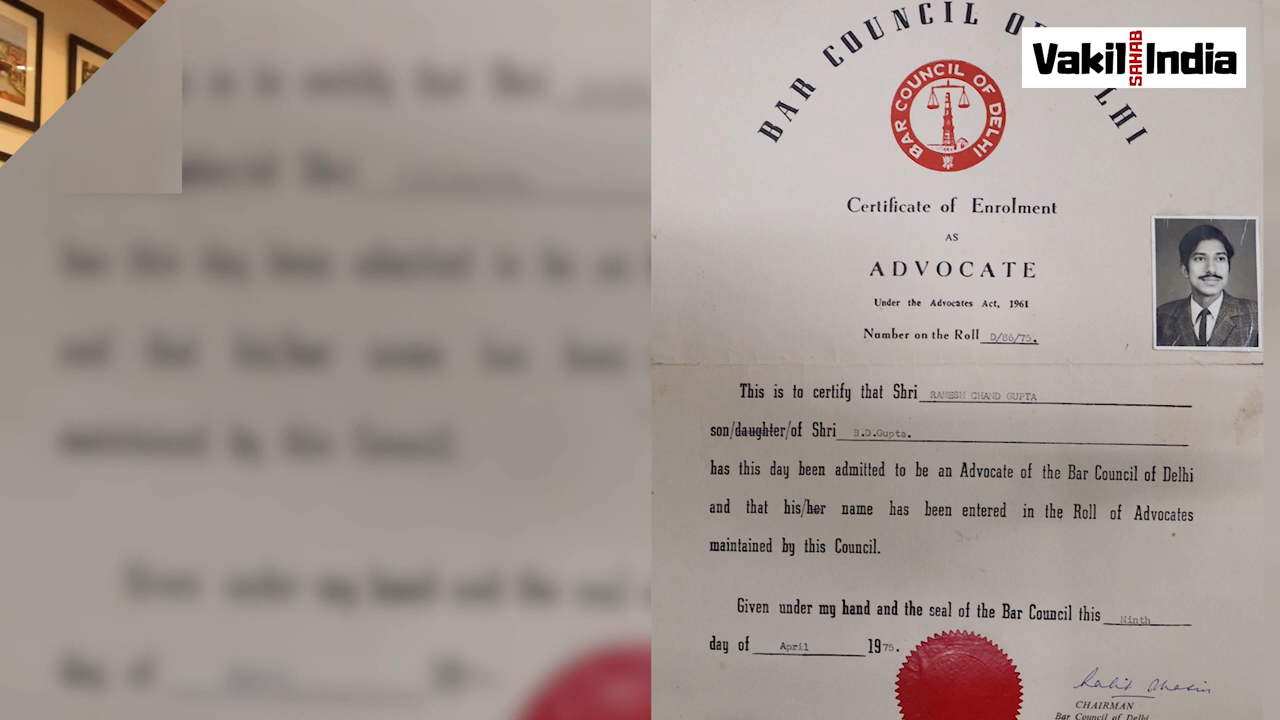 BAR COUNCIL OF DELHI
Vakil SAHAB India
BAR COUNCIL OF DELHI
Certificate of Enrolment
AS
ADVOCATE
Under the Advocates Act, 1961
Number on the Roll D/86/75.
This is to certify that Shri RAMESH CHAND GUPTA
son/daughter/of Shri B.D.Gupta.
has this day been admitted to be an Advocate of the Bar Council of Delhi
and that his/her name has been entered in the Roll of Advocates
maintained by this Council.
Given under my hand and the seal of the Bar Council this Ninth
day of April 1975.
CHAIRMAN
Bar Council of Delhi